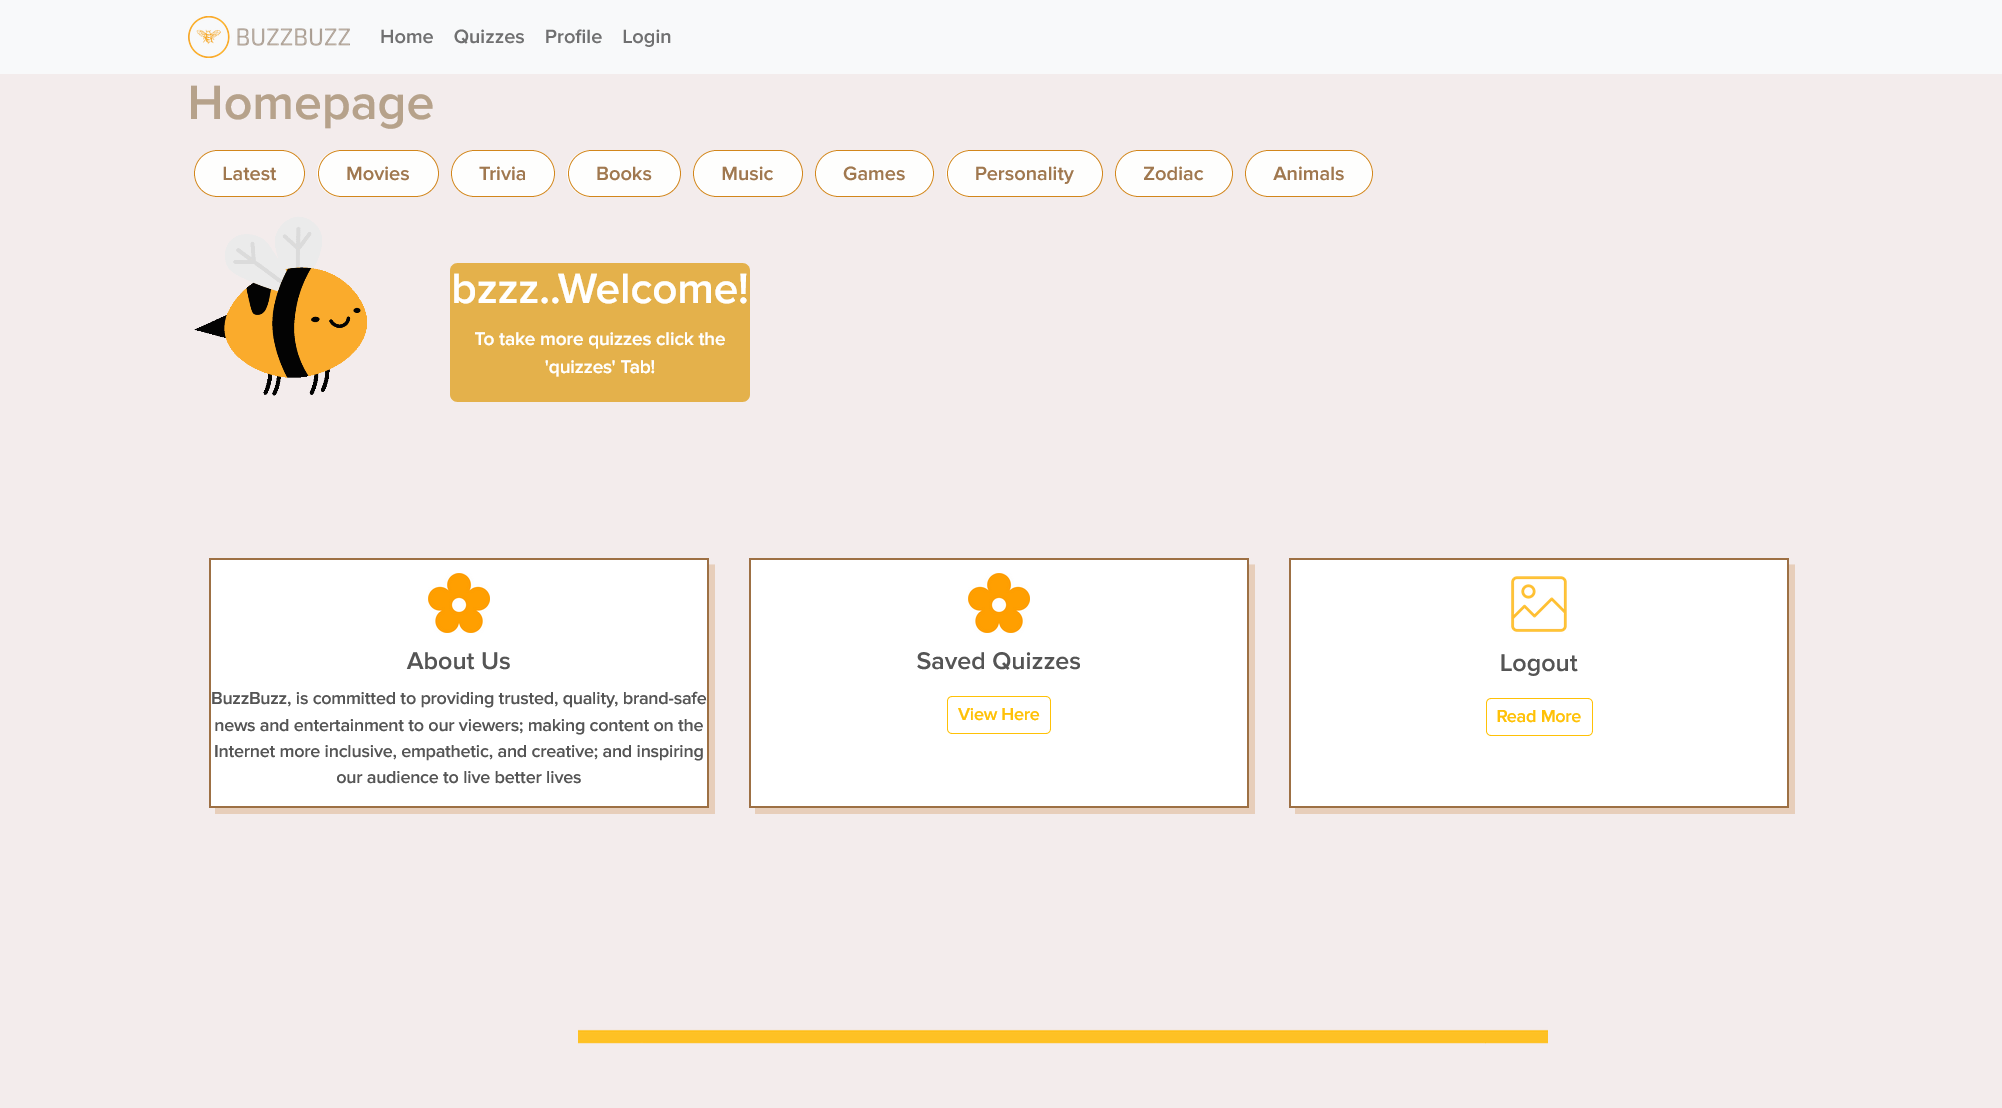 BUZZBUZZ Home Quizzes Profile Login
Homepage
Latest Movies Trivia Books Music Games Personality Zodiac Animals
bzzz..Welcome!
To take more quizzes click the
'quizzes' Tab!
About Us
BuzzBuzz, is committed to providing trusted, quality, brand-safe
news and entertainment to our viewers; making content on the
Internet more inclusive, empathetic, and creative; and inspiring
our audience to live better lives
Saved Quizzes
View Here
Logout
Read More